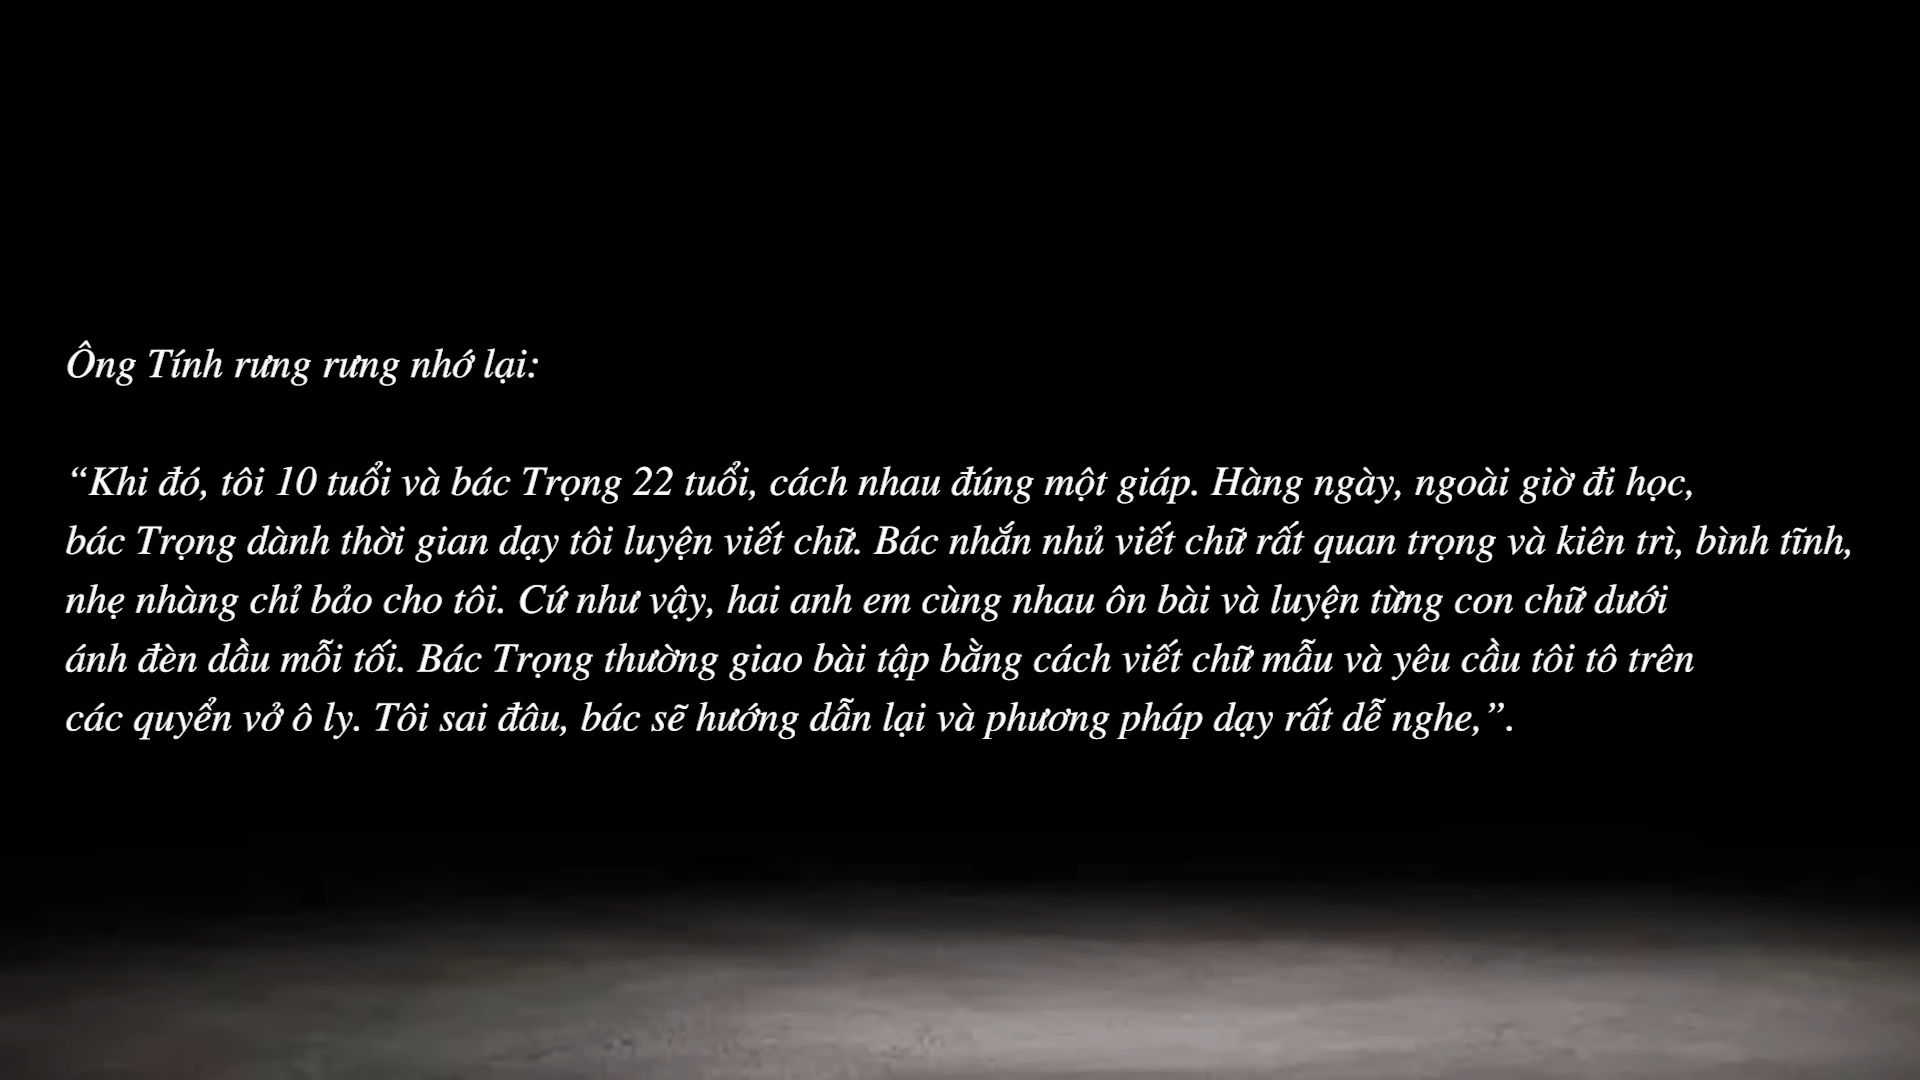 Ông Tính rưng rưng nhớ lại:
“Khi đó, tôi 10 tuổi và bác Trọng 22 tuổi, cách nhau đúng một giáp. Hàng ngày, ngoài giờ đi học,
bác Trọng dành thời gian dạy tôi luyện viết chữ. Bác nhắn nhủ viết chữ rất quan trọng và kiên trì, bình tĩnh,
nhẹ nhàng chỉ bảo cho tôi. Cứ như vậy, hai anh em cùng nhau ôn bài và luyện từng con chữ dưới
ánh đèn dầu mỗi tối. Bác Trọng thường giao bài tập bằng cách viết chữ mẫu và yêu cầu tôi tô trên
các quyển vở ô ly. Tôi sai đâu, bác sẽ hướng dẫn lại và phương pháp dạy rất dễ nghe,”.